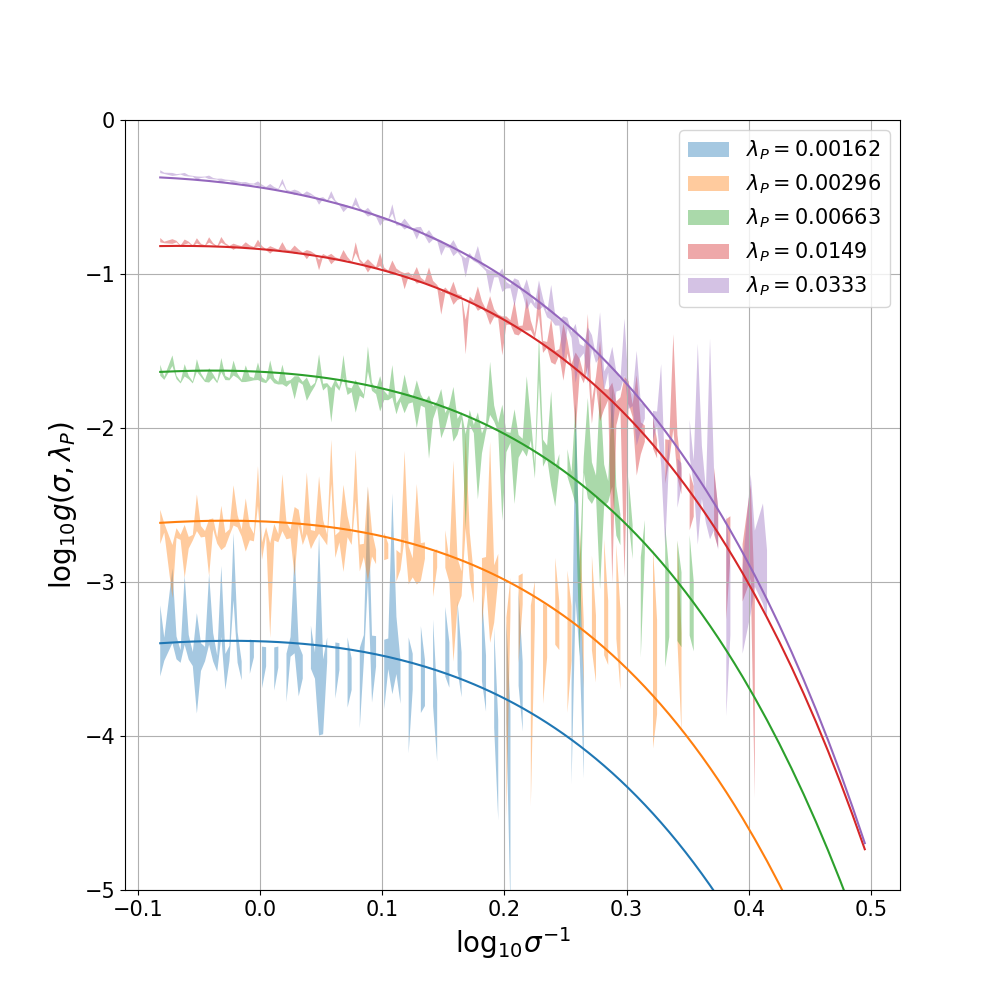 λ_P = 0.00162
λ_P = 0.00296
λ_P = 0.00663
λ_P = 0.0149
λ_P = 0.0333
log₁₀g(σ, λ_P)
0
−1
−2
−3
−4
−5
−0.1 0.0 0.1 0.2 0.3 0.4 0.5
log₁₀σ⁻¹